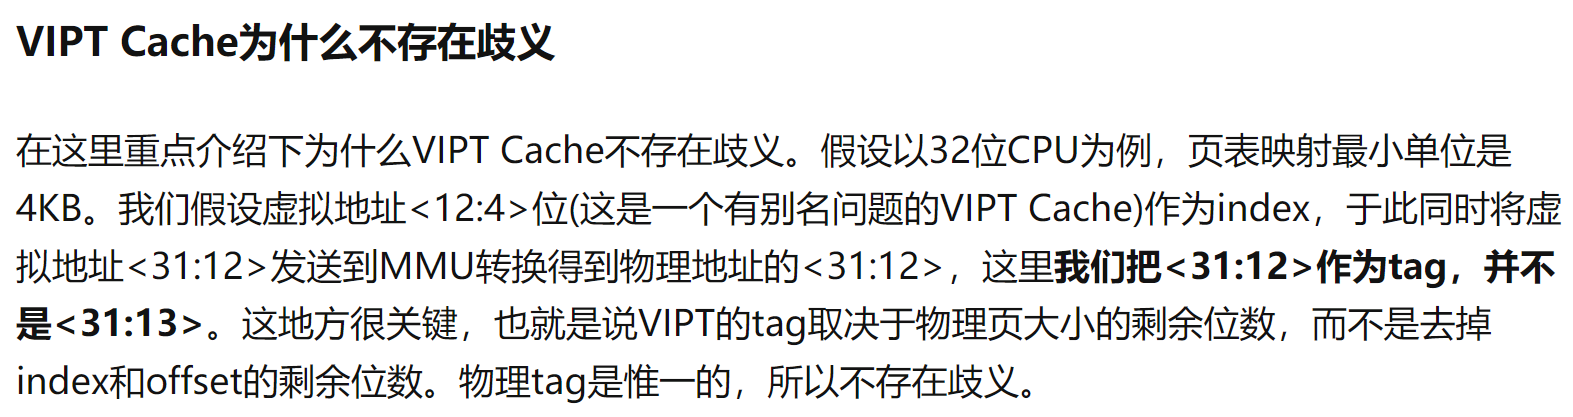 VIPT Cache为什么不存在歧义
在这里重点介绍下为什么VIPT Cache不存在歧义。假设以32位CPU为例，页表映射最小单位是
4KB。我们假设虚拟地址<12:4>位(这是一个有别名问题的VIPT Cache)作为index，于此同时将虚
拟地址<31:12>发送到MMU转换得到物理地址的<31:12>，这里我们把<31:12>作为tag，并不
是<31:13>。这地方很关键，也就是说VIPT的tag取决于物理页大小的剩余位数，而不是去掉
index和offset的剩余位数。物理tag是惟一的，所以不存在歧义。